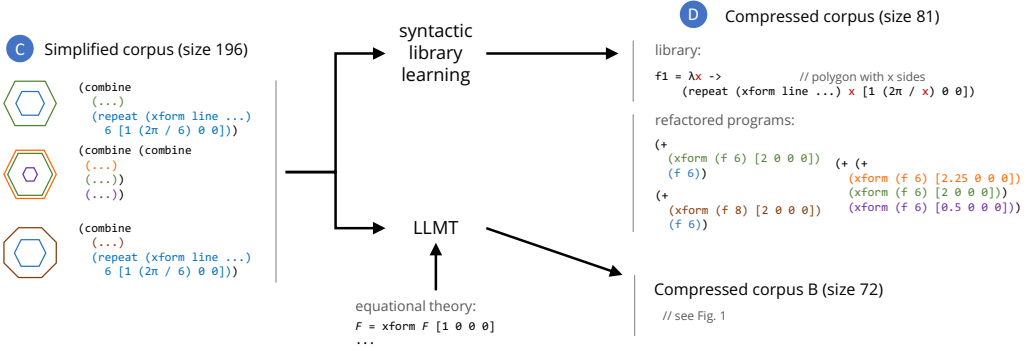 C Simplified corpus (size 196)
(combine
(...)
(repeat (xform line ...)
6 [1 (2π / 6) 0 0]))
(combine (combine
(...)
(...))
(...))
(combine
(...)
(repeat (xform line ...)
6 [1 (2π / 6) 0 0]))
syntactic
library
learning
LLMT
equational theory:
F = xform F [1 0 0 0]
...
D Compressed corpus (size 81)
library:
f1 = λx -> // polygon with x sides
(repeat (xform line ...) x [1 (2π / x) 0 0])
refactored programs:
(+
(xform (f 6) [2 0 0 0])
(f 6))
(+
(xform (f 8) [2 0 0 0])
(f 6))
(+ (+
(xform (f 6) [2.25 0 0 0])
(xform (f 6) [2 0 0 0]))
(xform (f 6) [0.5 0 0 0]))
Compressed corpus B (size 72)
// see Fig. 1